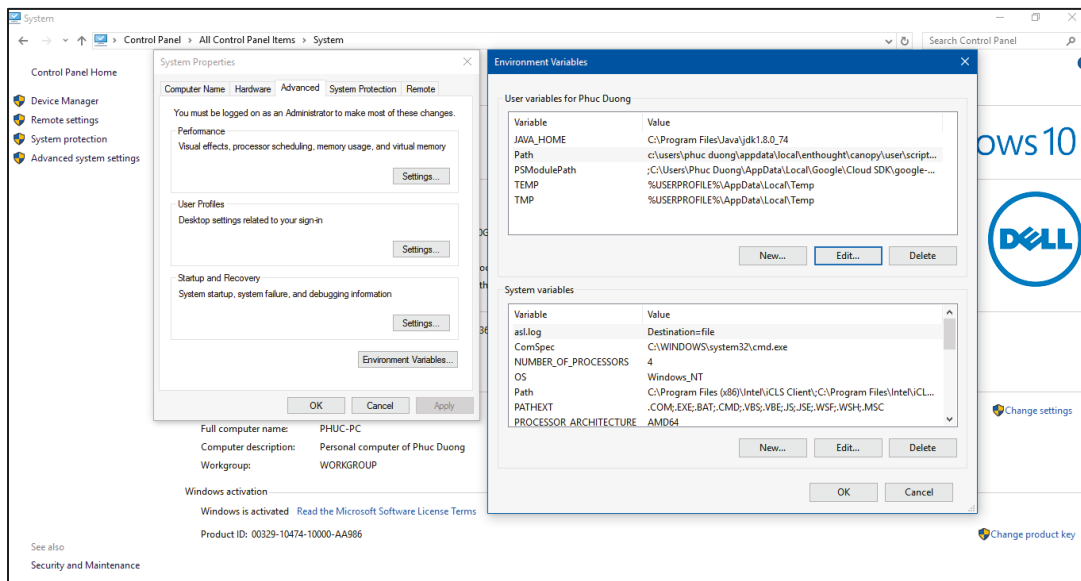 System
Control Panel > All Control Panel Items > System
Search Control Panel
Control Panel Home
Device Manager
Remote settings
System protection
Advanced system settings
See also
Security and Maintenance
System Properties
Computer Name Hardware Advanced System Protection Remote
You must be logged on as an Administrator to make most of these changes.
Performance
Visual effects, processor scheduling, memory usage, and virtual memory
Settings...
User Profiles
Desktop settings related to your sign-in
Settings...
Startup and Recovery
System startup, system failure, and debugging information
Settings...
Environment Variables...
OK Cancel Apply
Environment Variables
User variables for Phuc Duong
Variable Value
JAVA_HOME C:\Program Files\Java\jdk1.8.0_74
Path c:\users\phuc duong\appdata\local\enthought\canopy\user\script...
PSModulePath ;C:\Users\Phuc Duong\AppData\Local\Google\Cloud SDK\google-...
TEMP %USERPROFILE%\AppData\Local\Temp
TMP %USERPROFILE%\AppData\Local\Temp
New... Edit... Delete
System variables
Variable Value
asl.log Destination=file
ComSpec C:\WINDOWS\system32\cmd.exe
NUMBER_OF_PROCESSORS 4
OS Windows_NT
Path C:\Program Files (x86)\Intel\iCLS Client\;C:\Program Files\Intel\iCL...
PATHEXT .COM;.EXE;.BAT;.CMD;.VBS;.VBE;.JS;.JSE;.WSF;.WSH;.MSC
PROCESSOR_ARCHITECTURE AMD64
New... Edit... Delete
OK Cancel
ows 10
DELL
Change settings
Full computer name: PHUC-PC
Computer description: Personal computer of Phuc Duong
Workgroup: WORKGROUP
Windows activation
Windows is activated Read the Microsoft Software License Terms
Product ID: 00329-10474-10000-AA986
Change product key